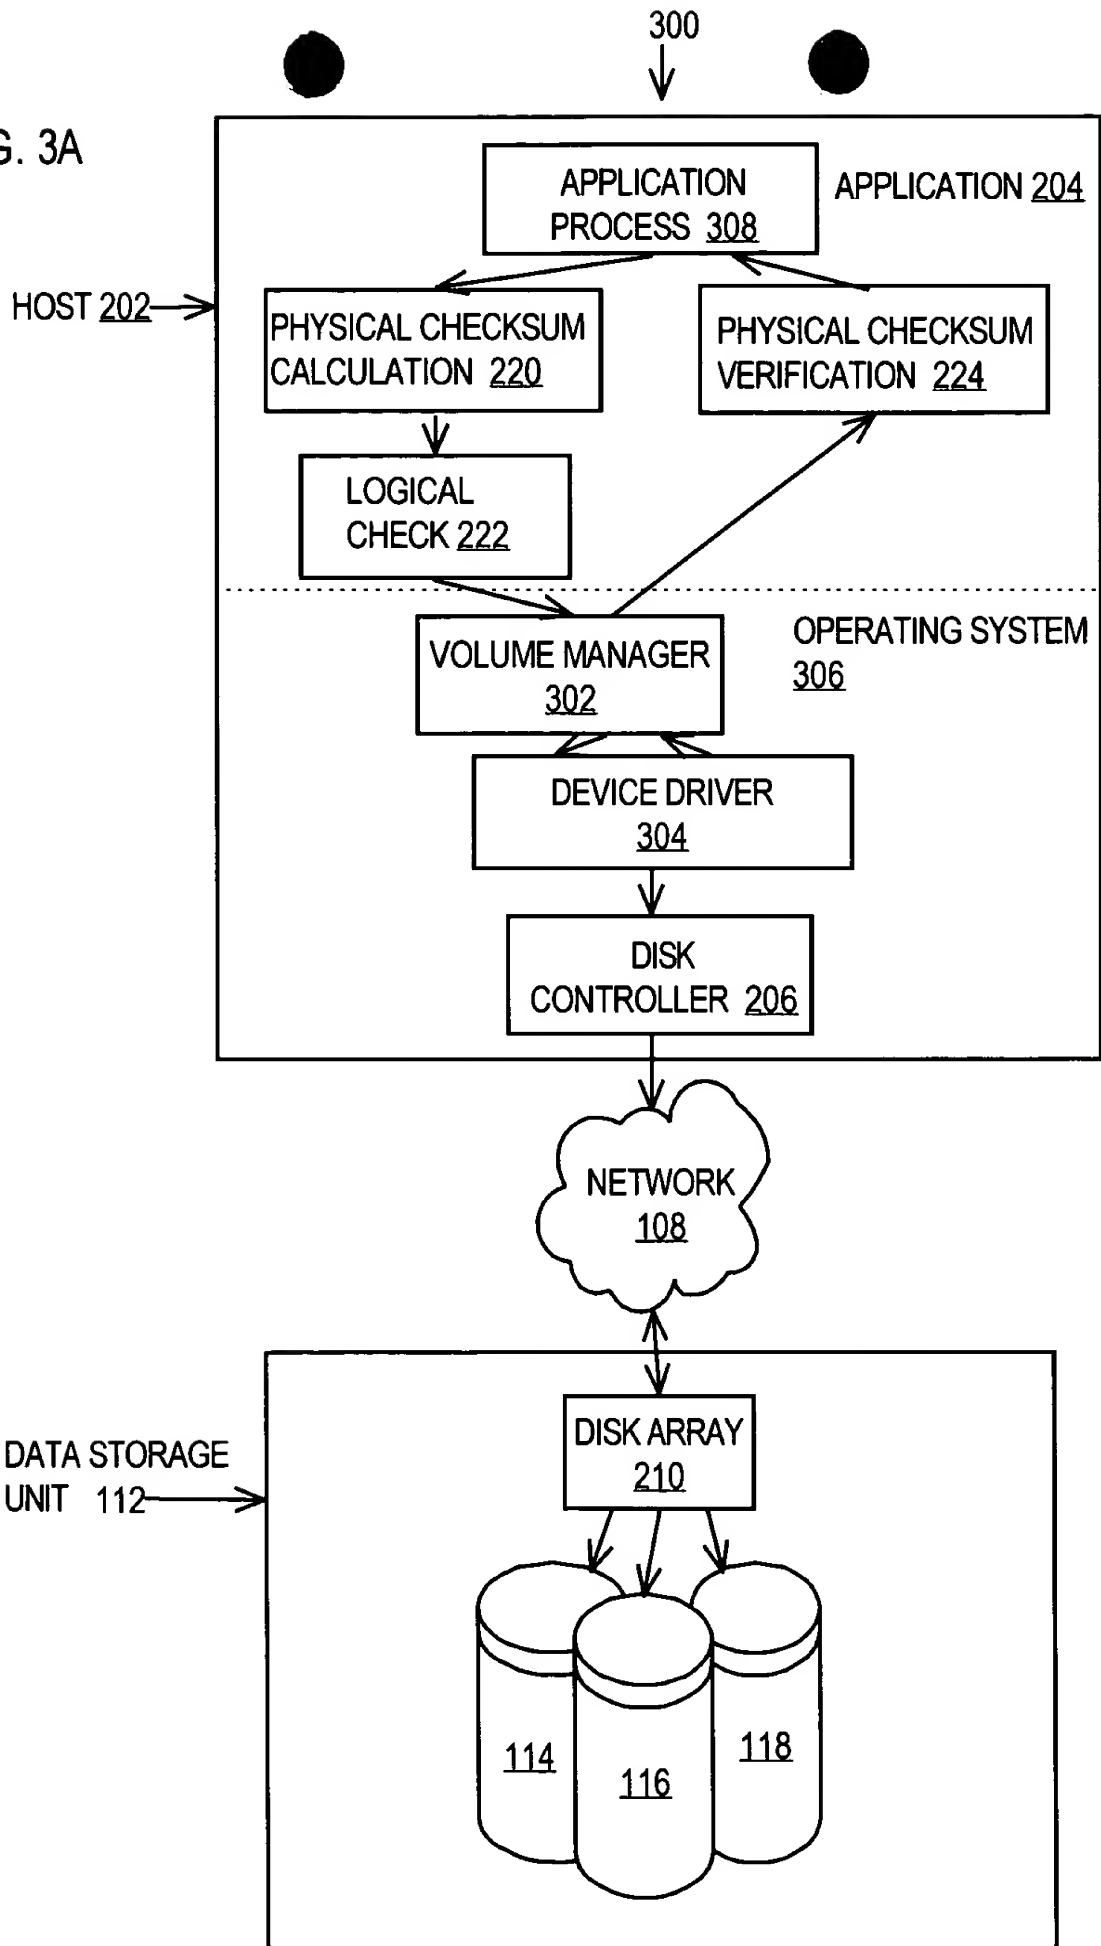 300
G. 3A
APPLICATION
PROCESS 308
APPLICATION 204
HOST 202
PHYSICAL CHECKSUM
CALCULATION 220
PHYSICAL CHECKSUM
VERIFICATION 224
LOGICAL
CHECK 222
OPERATING SYSTEM
306
VOLUME MANAGER
302
DEVICE DRIVER
304
DISK
CONTROLLER 206
NETWORK
108
DISK ARRAY
210
DATA STORAGE
UNIT 112
114
116
118